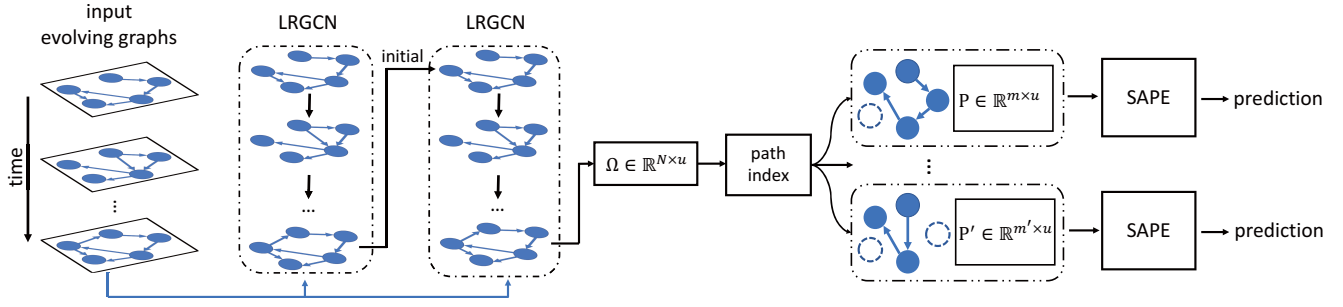 input
evolving graphs
time
...
LRGCN
...
initial
LRGCN
...
Ω ∈ ℝ^{N×u}
path
index
P ∈ ℝ^{m×u}
SAPE
prediction
...
P′ ∈ ℝ^{m′×u}
SAPE
prediction